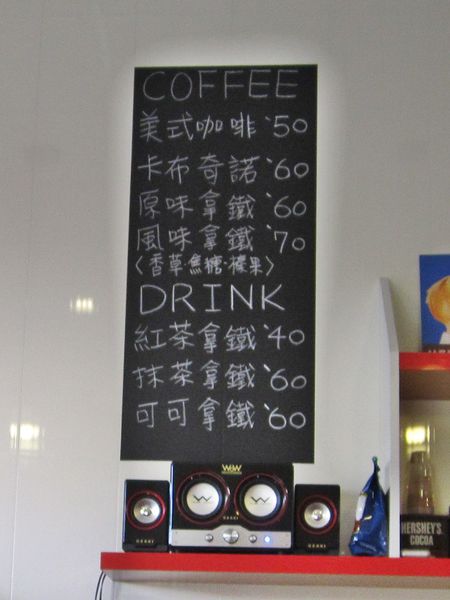 COFFEE
美式咖啡`50
卡布奇諾`60
原味拿鐵`60
風味拿鐵`70
〈香草·焦糖·榛果〉
DRINK
紅茶拿鐵`40
抹茶拿鐵`60
可可拿鐵`60
HERSHEY'S
COCOA